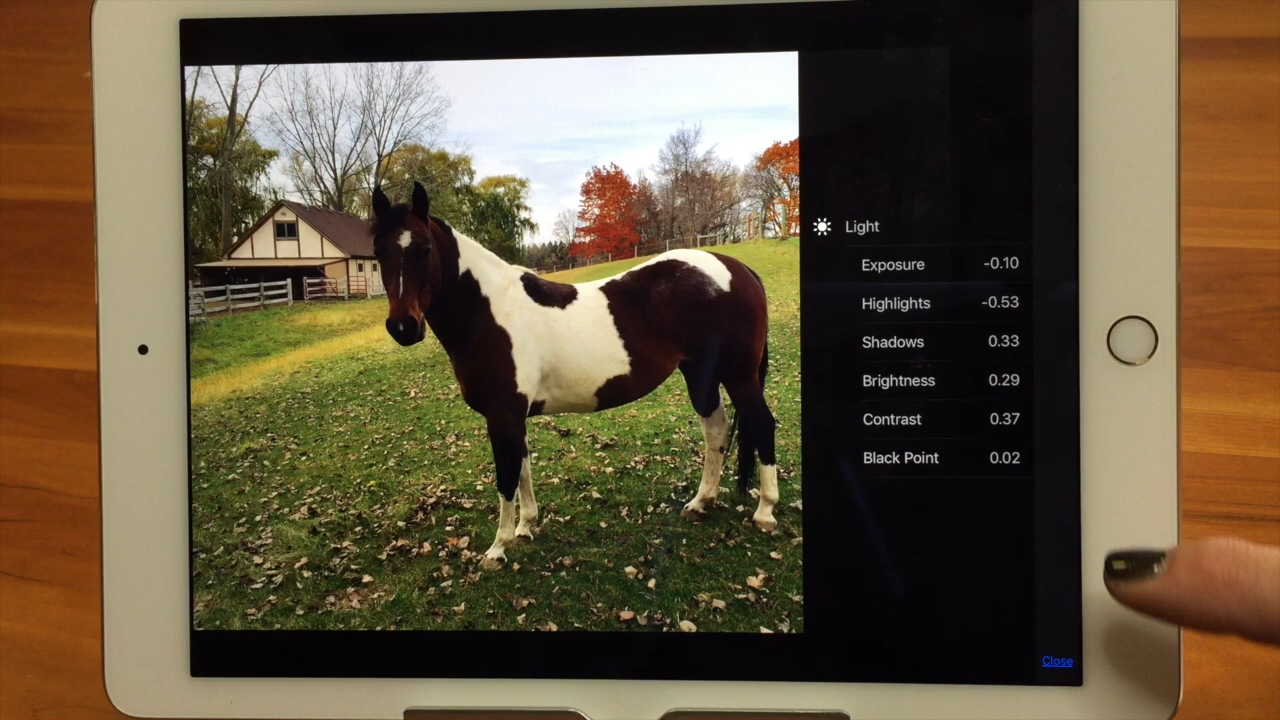 Light
Exposure -0.10
Highlights -0.53
Shadows 0.33
Brightness 0.29
Contrast 0.37
Black Point 0.02
Close